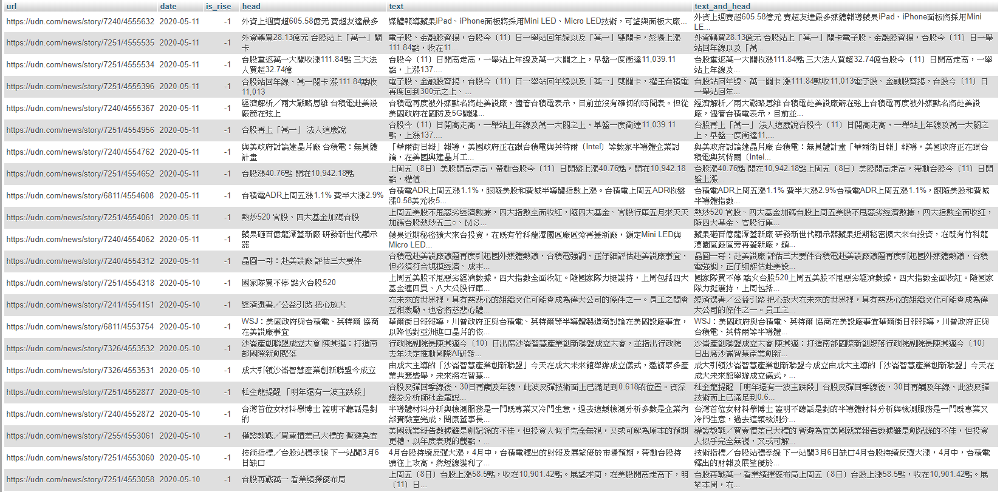 url date is_rise head text text_and_head
https://udn.com/news/story/7240/4555632 2020-05-11 -1 外資上週賣超605.58億元 賣超友達最多 媒體報導蘋果iPad、iPhone面板將採用Mini LED、Micro LED技術，可望與面板大廠... 外資上週賣超605.58億元 賣超友達最多媒體報導蘋果iPad、iPhone面板將採用Mini
LE...
https://udn.com/news/story/7251/4555535 2020-05-11 -1 外資轉買28.13億元 台股站上「萬一」關 電子股、金融股齊揚，台股今（11）日一舉站回年線以及「萬一」雙關卡，終場上漲 外資轉買28.13億元 台股站上「萬一」關卡電子股、金融股齊揚，台股今（11）日一舉
卡 111.84點，收在11... 站回年線以及「萬...
https://udn.com/news/story/7251/4555534 2020-05-11 -1 台股重返萬一大關收漲111.84點 三大法 台股今（11）日開高走高，一舉站上年線及萬一大關之上，早盤一度衝達11,039.11 台股重返萬一大關收漲111.84點 三大法人買超32.74億台股今（11）日開高走高，一舉
人買超32.74億 點，上漲137.... 站上年線及...
https://udn.com/news/story/7251/4555396 2020-05-11 -1 台股站回年線、萬一關卡 漲111.84點收 電子股、金融股齊揚，台股今（11）日一舉站回年線以及「萬一」雙關卡，權王台積電 台股站回年線、萬一關卡 漲111.84點收11,013電子股、金融股齊揚，台股今（11）日
11,013 再度回到300元之上、... 一舉站回年...
https://udn.com/news/story/7240/4555367 2020-05-11 -1 經濟解析／兩大戰略思維 台積電赴美設 台積電再度被外媒點名將赴美設廠，儘管台積電表示，目前並沒有確切的時間表。但從 經濟解析／兩大戰略思維 台積電赴美設廠箭在弦上台積電再度被外媒點名將赴美設
廠箭在弦上 美國政府在國防及5G關鍵... 廠，儘管台積電表示，目前並...
https://udn.com/news/story/7251/4554956 2020-05-11 -1 台股再上「萬一」 法人這麼說 台股今（11）日開高走高，一舉站上年線及萬一大關之上，早盤一度衝達11,039.11 台股再上「萬一」 法人這麼說台股今（11）日開高走高，一舉站上年線及萬一大關之
點，上漲137.... 上，早盤一度衝達11,...
https://udn.com/news/story/7240/4554762 2020-05-11 -1 與美政府討論建晶片廠 台積電：無具體 「華爾街日報」報導，美國政府正在跟台積電與英特爾（Intel）等數家半導體企業討 與美政府討論建晶片廠 台積電：無具體計畫「華爾街日報」報導，美國政府正在跟台
計畫 論，在美國興建晶片工... 積電與英特爾（Intel...
https://udn.com/news/story/7251/4554652 2020-05-11 -1 台股漲40.76點 開在10,942.18點 上周五（8日）美股開高走高，帶動台股今（11）日開盤上漲40.76點，開在10,942.18 台股漲40.76點 開在10,942.18點上周五（8日）美股開高走高，帶動台股今（11）日開
點，權值... 盤上漲...
https://udn.com/news/story/6811/4554608 2020-05-11 -1 台積電ADR上周五漲1.1% 費半大漲2.9% 台積電ADR上周五漲1.1%，跟隨美股和費城半導體指數上漲。台積電上周五ADR收盤 台積電ADR上周五漲1.1% 費半大漲2.9%台積電ADR上周五漲1.1%，跟隨美股和費城
漲0.58美元收5... 半導體指數...
https://udn.com/news/story/7251/4554061 2020-05-11 -1 熱炒520 官股、四大基金加碼台股 上周五美股不甩惡劣經濟數據，四大指數全面收紅，隨四大基金、官股行庫五月來天天 熱炒520 官股、四大基金加碼台股上周五美股不甩惡劣經濟數據，四大指數全面收紅，
加碼台股熱炒五二○、ＭＳ... 隨四大基金、官股行庫...
https://udn.com/news/story/7240/4554062 2020-05-11 -1 蘋果砸百億龍潭蓋新廠 研發新世代顯示 蘋果近期秘密擴大來台投資，在既有竹科龍潭園區廠區旁再蓋新廠，鎖定Mini LED與 蘋果砸百億龍潭蓋新廠 研發新世代顯示器蘋果近期秘密擴大來台投資，在既有竹科龍
器 Micro LED... 潭園區廠區旁再蓋新廠，鎖...
https://udn.com/news/story/7240/4554312 2020-05-11 -1 晶圓一哥：赴美設廠 評估三大要件 台積電赴美設廠議題再度引起國外媒體熱議，台積電強調，正仔細評估赴美設廠事宜， 晶圓一哥：赴美設廠 評估三大要件台積電赴美設廠議題再度引起國外媒體熱議，台積
但必須符合規模經濟、成本... 電強調，正仔細評估赴美設...
https://udn.com/news/story/7251/4554318 2020-05-10 -1 國家隊買不停 點火台股520 上周五美股不甩惡劣經濟數據，四大指數全面收紅。隨國家隊力挺護持，上周包括四大 國家隊買不停 點火台股520上周五美股不甩惡劣經濟數據，四大指數全面收紅。隨國家
基金連四買、八大公股行庫... 隊力挺護持，上周包括...
https://udn.com/news/story/7241/4554151 2020-05-10 -1 經濟選書／公益引路 把心放大 在未來的世界裡，具有慈悲心的組織文化可能會成為偉大公司的條件之一。員工之間會 經濟選書／公益引路 把心放大在未來的世界裡，具有慈悲心的組織文化可能會成為偉
互相激勵，也會將慈悲心體... 大公司的條件之一。員工之...
https://udn.com/news/story/6811/4553754 2020-05-10 -1 WSJ：美國政府與台積電、英特爾 協商 華爾街日報報導，川普政府正與台積電、英特爾等半導體製造商討論在美國設廠事宜， WSJ：美國政府與台積電、英特爾 協商在美設廠事宜華爾街日報報導，川普政府正與
在美設廠事宜 以降低對亞洲進口晶片的依... 台積電、英特爾等半導體...
https://udn.com/news/story/7326/4553532 2020-05-10 -1 沙崙產創聯盟成立大會 陳其邁：打造南 行政院副院長陳其邁今（10）日出席沙崙智慧產業創新聯盟成立大會，並指出行政院 沙崙產創聯盟成立大會 陳其邁：打造南部國際新創聚落行政院副院長陳其邁今（10）
部國際新創聚落 去年決定推動國際AI研發... 日出席沙崙智慧產業創新...
https://udn.com/news/story/7326/4553531 2020-05-10 -1 成大引領沙崙智慧產業創新聯盟今成立 由成大主導的「沙崙智慧產業創新聯盟」今天在成大未來館舉辦成立儀式，邀請眾多產 成大引領沙崙智慧產業創新聯盟今成立由成大主導的「沙崙智慧產業創新聯盟」今天在
業共襄盛舉，未來將在智慧... 成大未來館舉辦成立儀式，...
https://udn.com/news/story/7251/4552877 2020-05-10 -1 杜金龍提醒 「明年還有一波主跌段」 台股反彈回季線後，30日再觸及年線，此波反彈技術面上已滿足到0.618的位置。資深 杜金龍提醒 「明年還有一波主跌段」台股反彈回季線後，30日再觸及年線，此波反彈
證券分析師杜金龍說... 技術面上已滿足到0.6...
https://udn.com/news/story/7240/4552872 2020-05-10 -1 台灣首位女材料學博士 證明不聽話是對 半導體材料分析與檢測服務是一門既專業又冷門生意，過去這類檢測分析多數是企業內 台灣首位女材料學博士 證明不聽話是對的半導體材料分析與檢測服務是一門既專業又
的 部實驗室完成，閎康董事長... 冷門生意，過去這類檢測分...
https://udn.com/news/story/7255/4553061 2020-05-10 -1 權證教戰／買賣價差已大標的 暫避為宜 美國就業報告數據雖是創紀錄的不佳，但投資人似乎完全無視，又或可解為原本的預期 權證教戰／買賣價差已大標的 暫避為宜美國就業報告數據雖是創紀錄的不佳，但投資
更糟，以年度表現的觀點，... 人似乎完全無視，又或可解...
https://udn.com/news/story/7251/4553060 2020-05-10 -1 技術指標／台股站穩季線 下一站闖3月6 4月台股持續反彈大漲，4月中，台積電釋出的財報及展望優於市場預期，帶動台股持 技術指標／台股站穩季線 下一站闖3月6日缺口4月台股持續反彈大漲，4月中，台積電
日缺口 續往上攻高，然短線獲利了... 釋出的財報及展望優於...
https://udn.com/news/story/7251/4553058 2020-05-10 -1 台股再戰萬一 看業績擇優布局 上周五（8日）台股上漲58.5點，收在10,901.42點。展望本周，在美股開高走高下，明 台股再戰萬一 看業績擇優布局上周五（8日）台股上漲58.5點，收在10,901.42點。展
（11）日... 望本周，在...